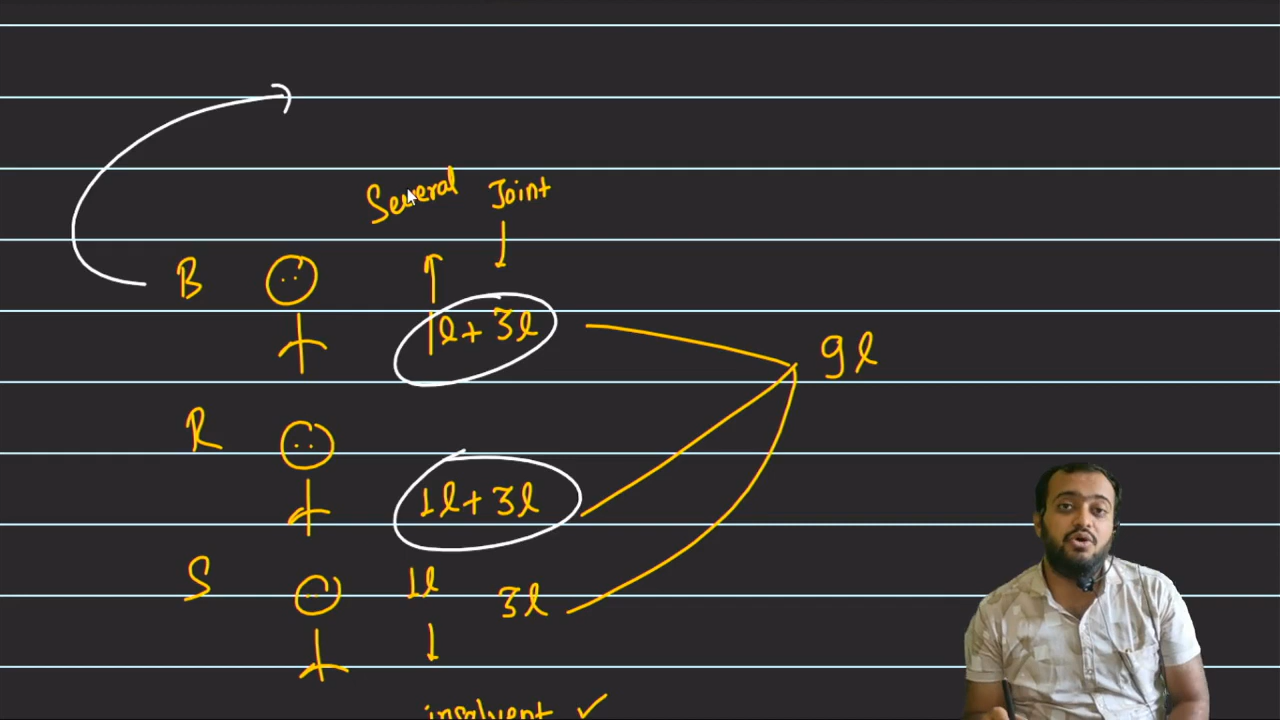 Several Joint
B
1l + 3l
9l
R
1l + 3l
S 1l 3l
insolvent ✓